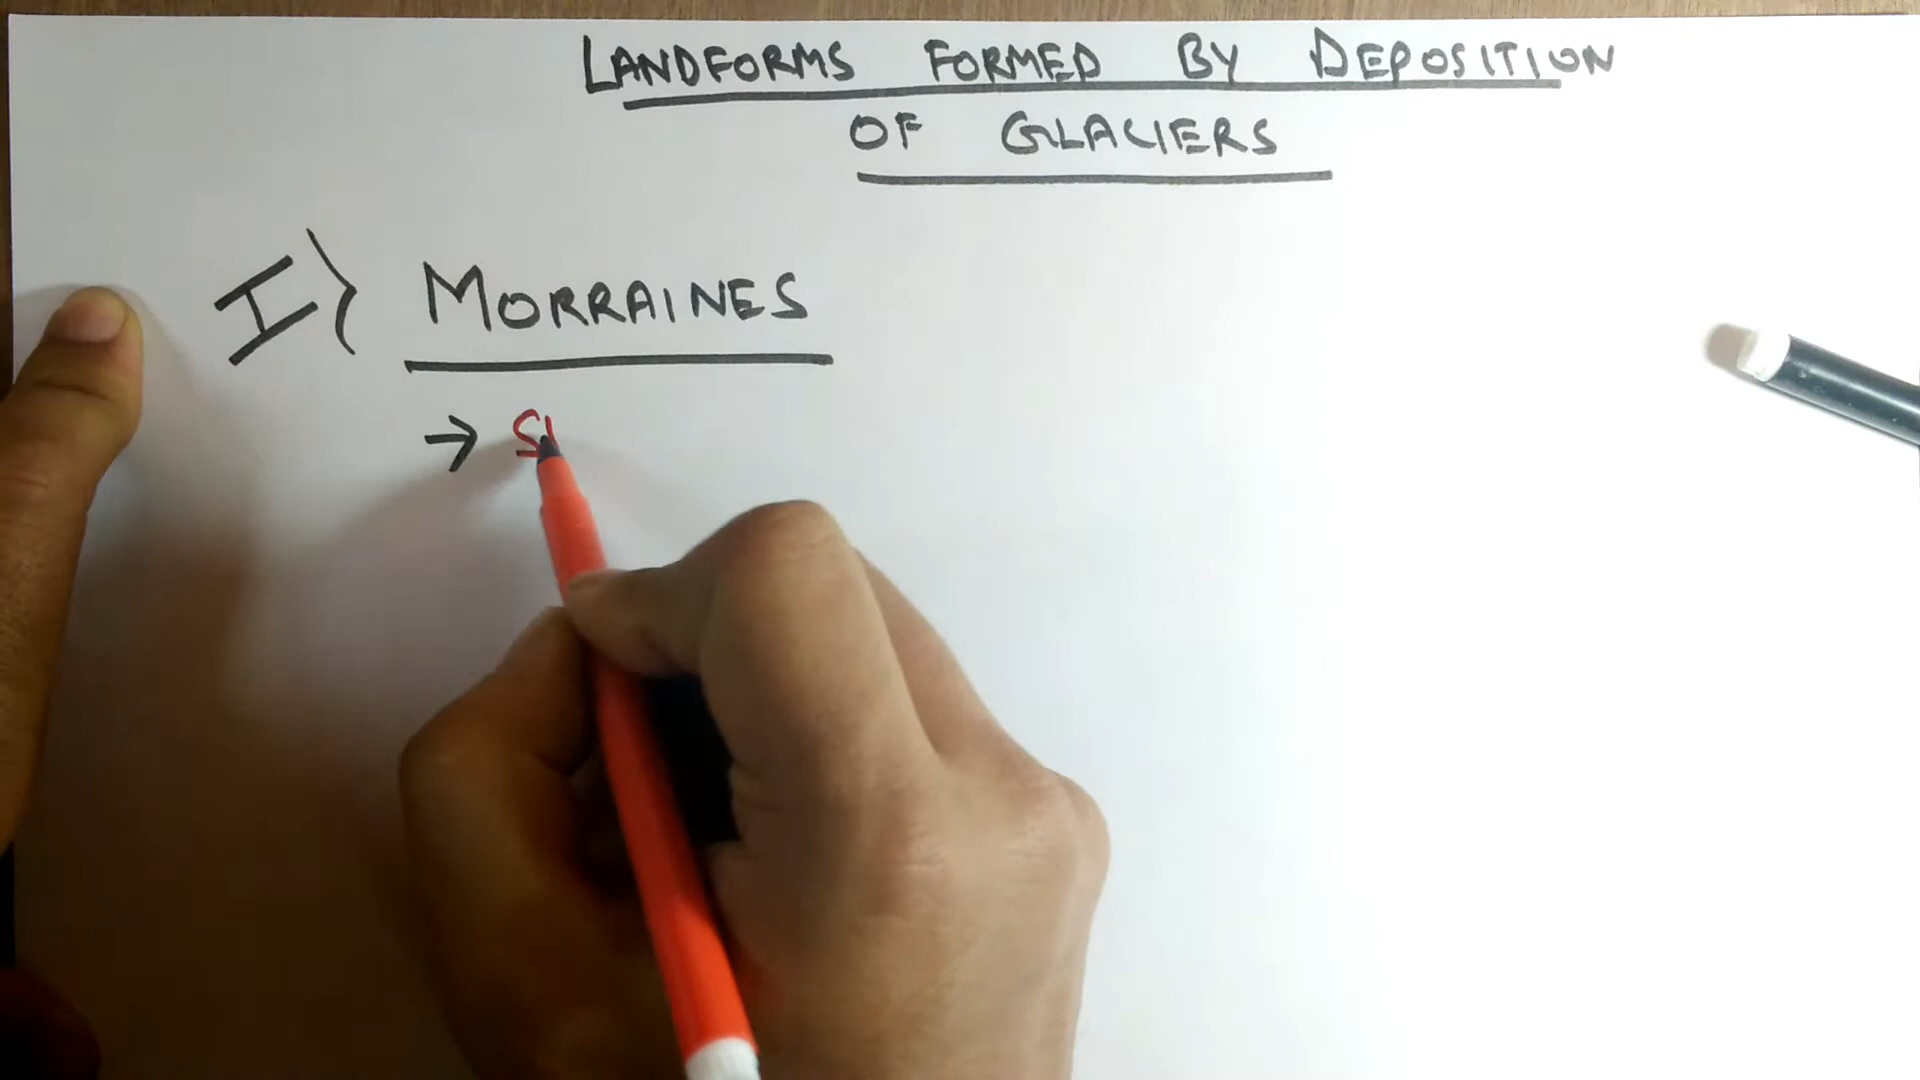 LANDFORMS FORMED BY DEPOSITION
OF GLACIERS
I) MORRAINES
→ S